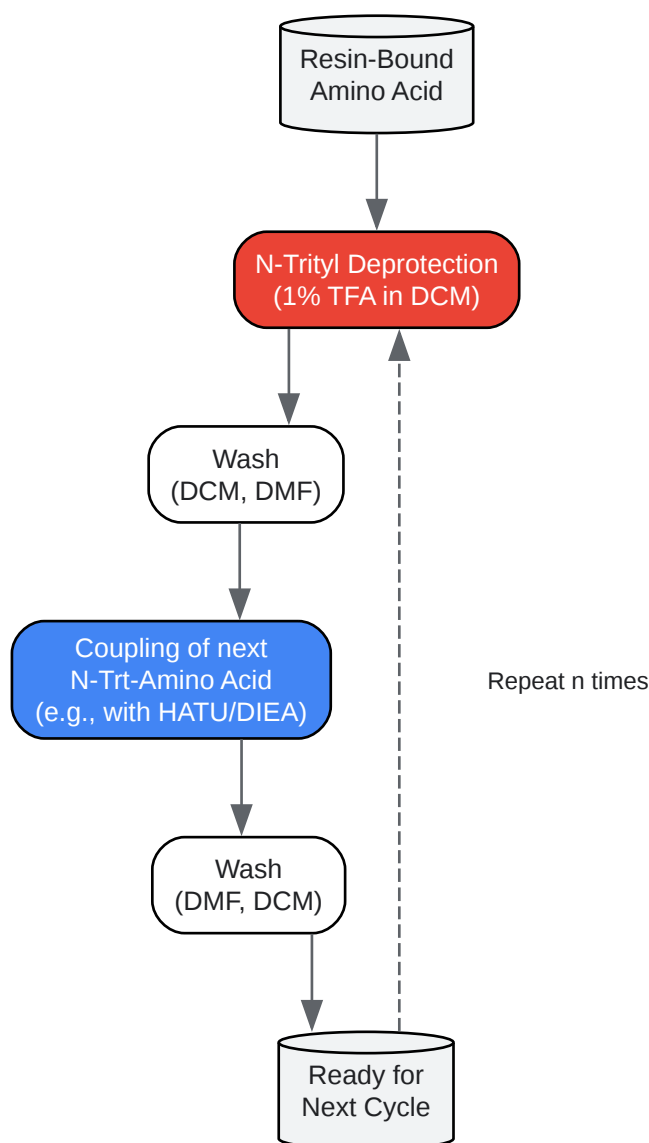 Resin-Bound
Amino Acid
N-Trityl Deprotection
(1% TFA in DCM)
Wash
(DCM, DMF)
Coupling of next
N-Trt-Amino Acid
(e.g., with HATU/DIEA)
Repeat n times
Wash
(DMF, DCM)
Ready for
Next Cycle